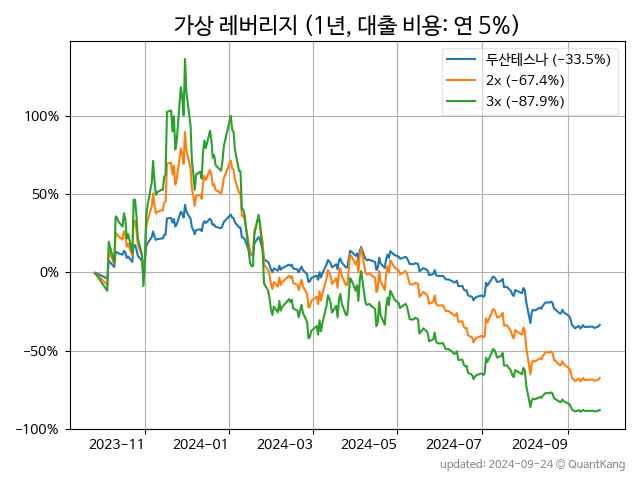 가상 레버리지 (1년, 대출 비용: 연 5%)
두산테스나 (-33.5%)
2x (-67.4%)
3x (-87.9%)
100%
50%
0%
-50%
-100%
2023-11 2024-01 2024-03 2024-05 2024-07 2024-09
updated: 2024-09-24 © QuantKang